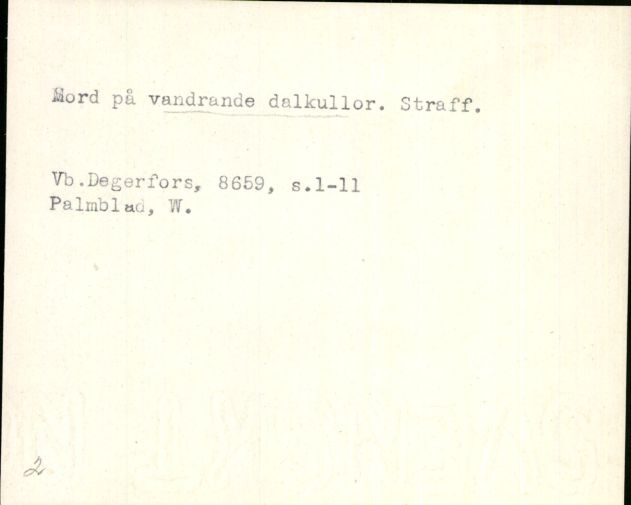 Mord på vandrande dalkullor. Straff.
Vb.Degerfors, 8659, s.1-11
Palmblad, W.
2